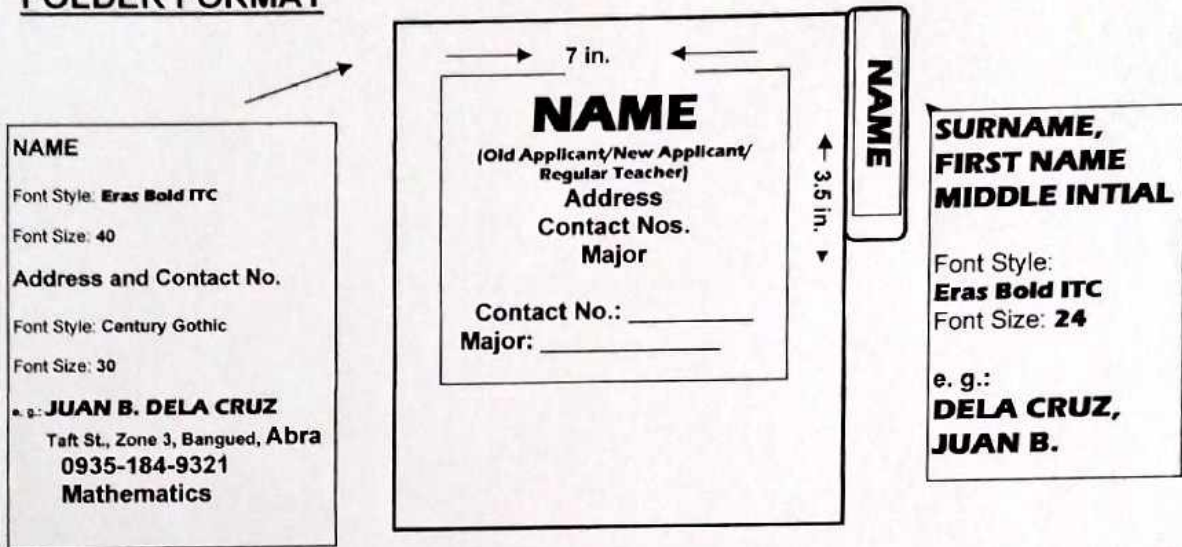 FOLDER FORMAT
NAME
Font Style: Eras Bold ITC
Font Size: 40
Address and Contact No.
Font Style: Century Gothic
Font Size: 30
e. g.: JUAN B. DELA CRUZ
Taft St., Zone 3, Bangued, Abra
0935-184-9321
Mathematics
7 in.
NAME
(Old Applicant/New Applicant/
Regular Teacher)
Address
Contact Nos.
Major
Contact No.: ___________
Major: ______________
3.5 in.
NAME
SURNAME,
FIRST NAME
MIDDLE INTIAL
Font Style:
Eras Bold ITC
Font Size: 24
e. g.:
DELA CRUZ,
JUAN B.